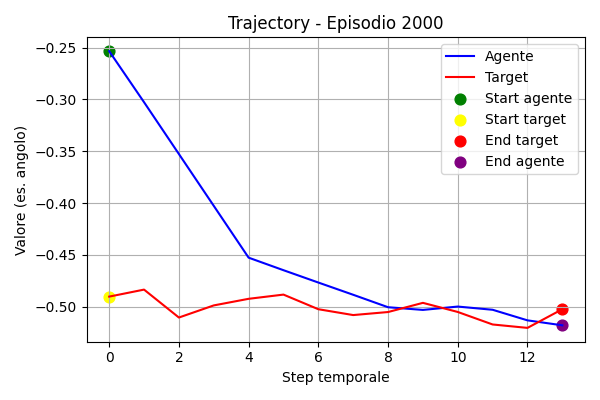 Trajectory - Episodio 2000
Agente
Target
Start agente
Start target
End target
End agente
Valore (es. angolo)
−0.25
−0.30
−0.35
−0.40
−0.45
−0.50
0 2 4 6 8 10 12
Step temporale